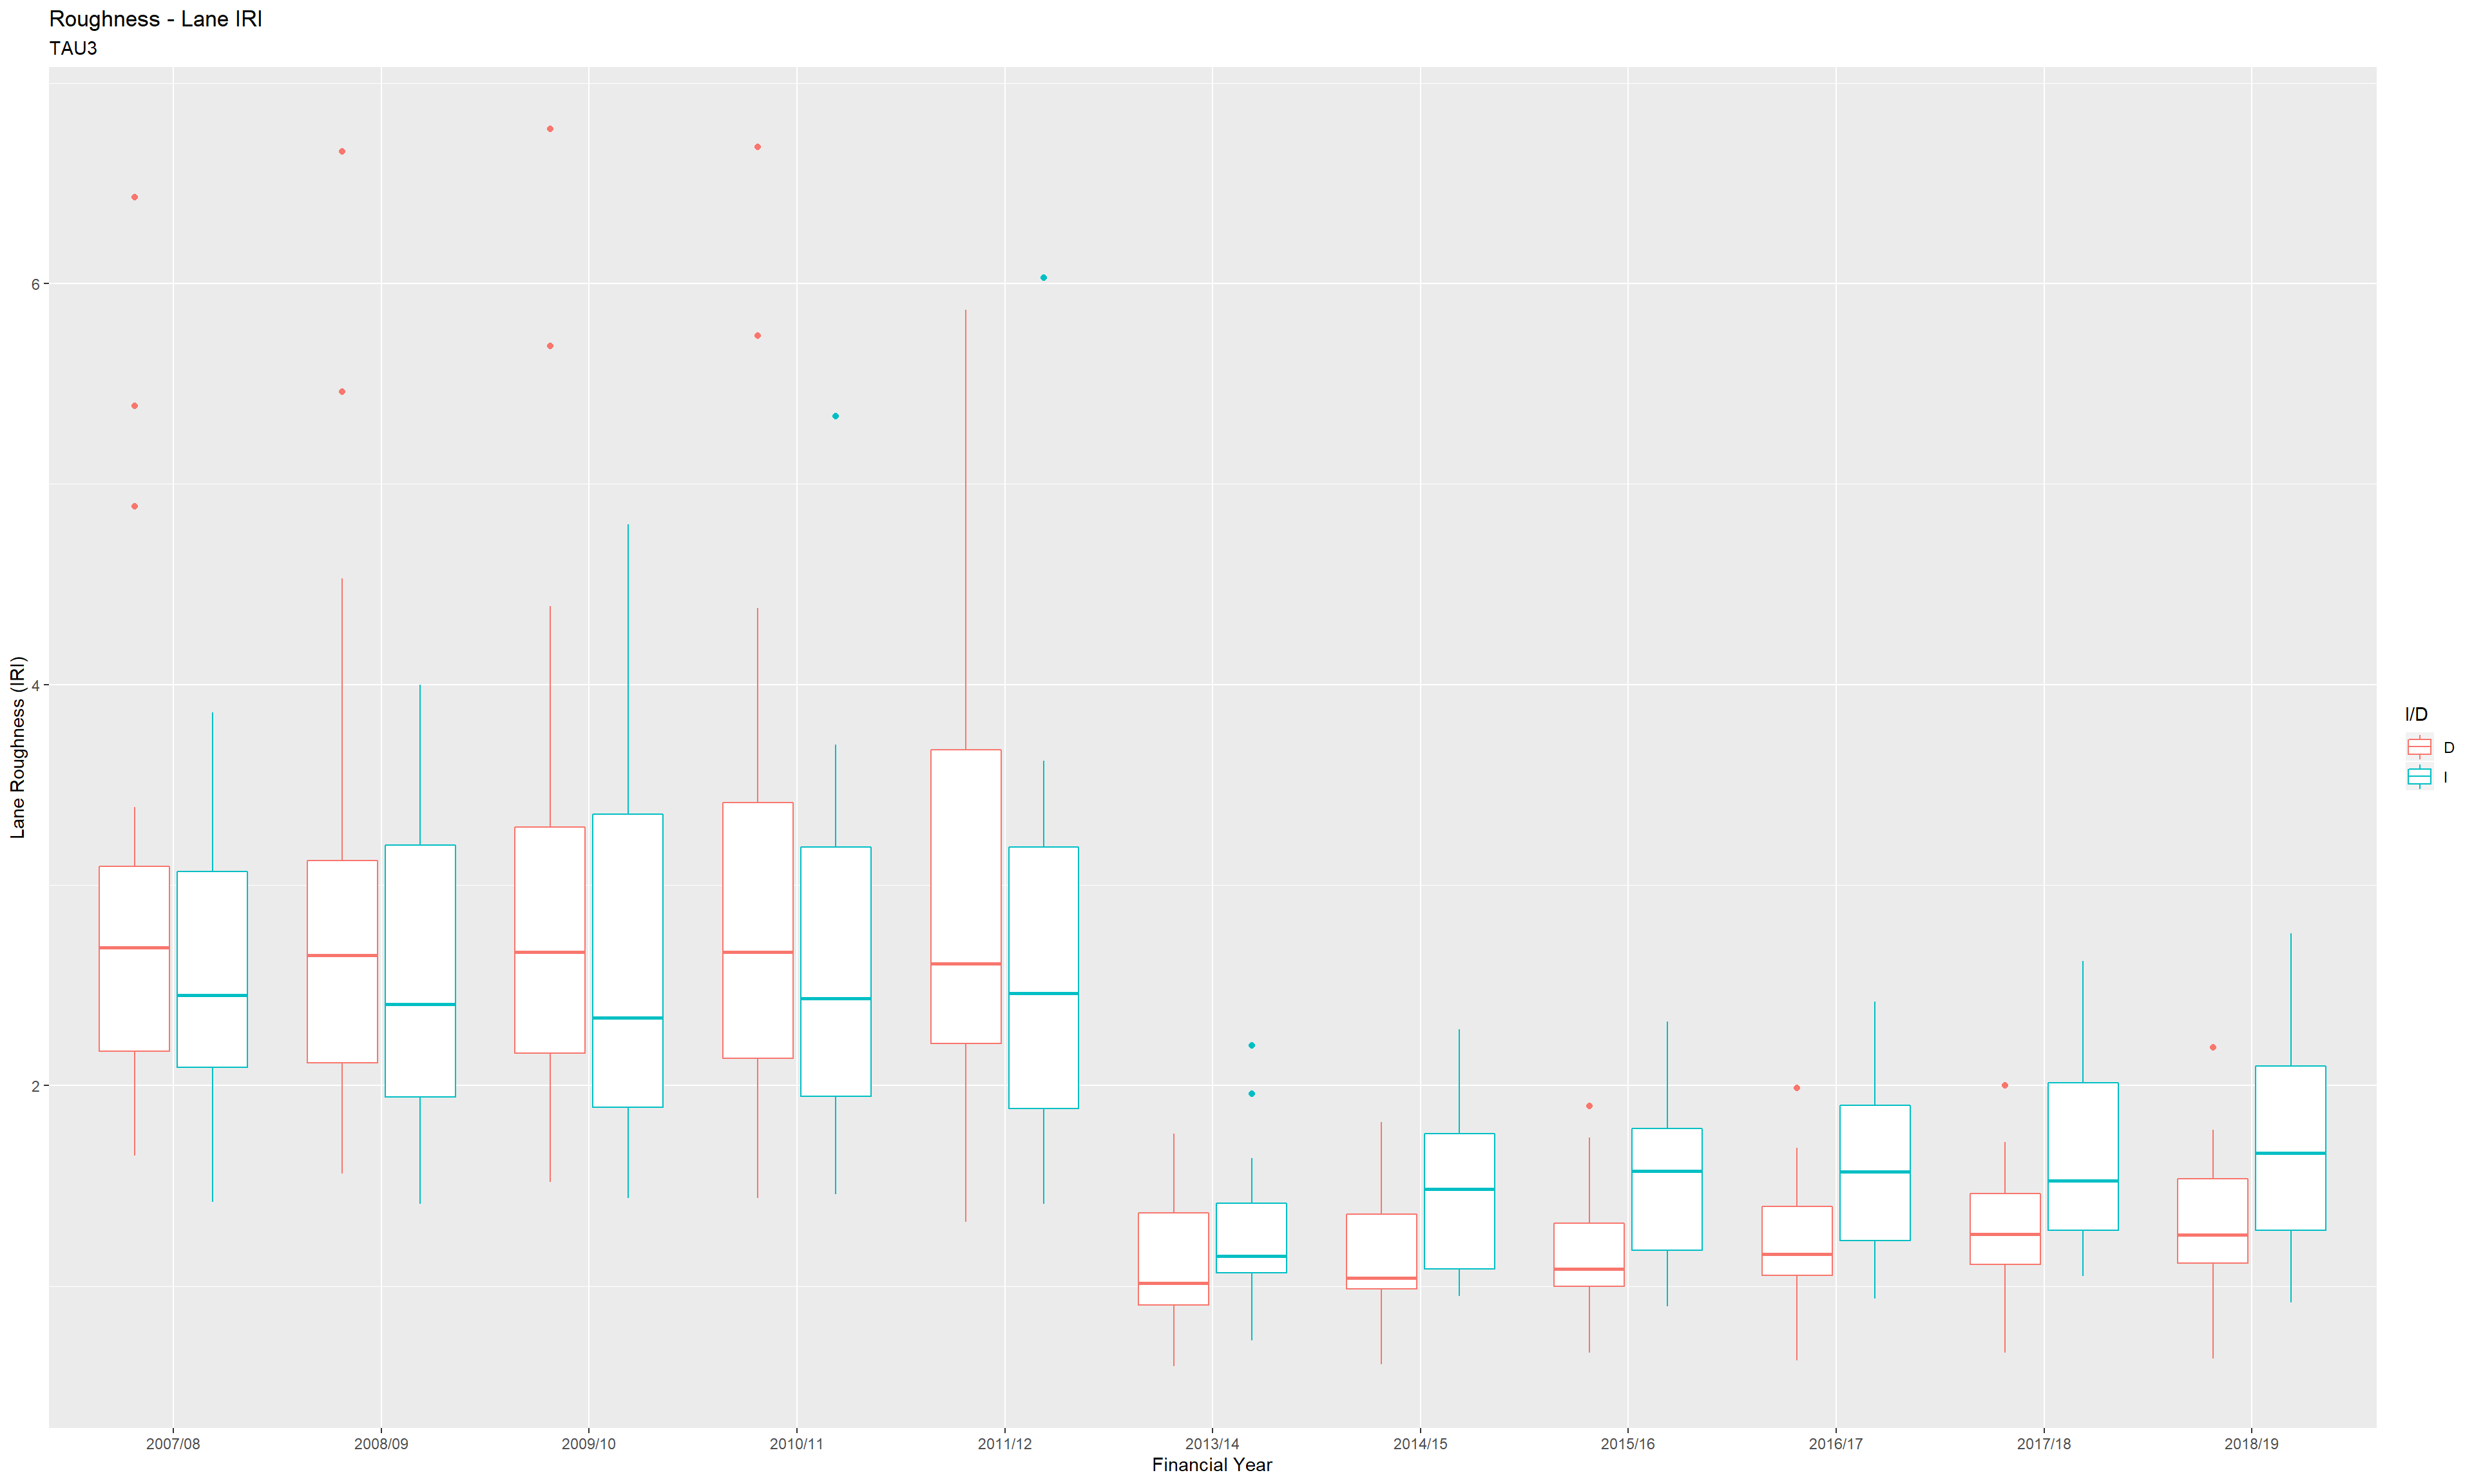 Roughness - Lane IRI
TAU3
6
4
2
Lane Roughness (IRI)
2007/08
2008/09
2009/10
2010/11
2011/12
2013/14
2014/15
2015/16
2016/17
2017/18
2018/19
Financial Year
I/D
D
I